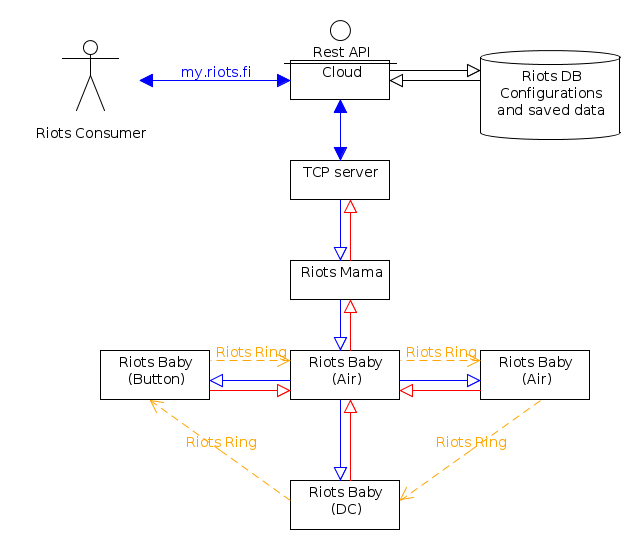 Rest API
my.riots.fi
Cloud
Riots DB
Configurations
and saved data
Riots Consumer
TCP server
Riots Mama
Riots Ring
Riots Ring
Riots Baby
(Button)
Riots Baby
(Air)
Riots Baby
(Air)
Riots Ring
Riots Ring
Riots Baby
(DC)